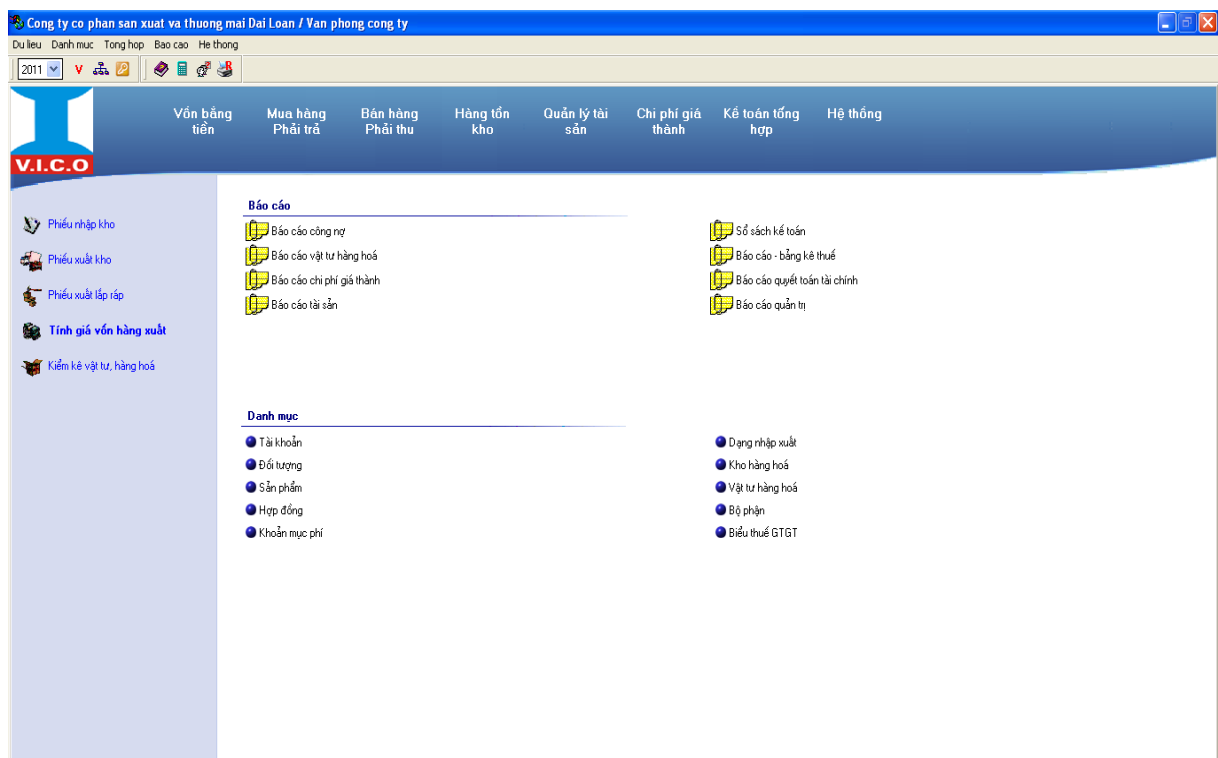 Cong ty co phan san xuat va thuong mai Dai Loan / Van phong cong ty
Du lieu Danh muc Tong hop Bao cao He thong
2011 V
V.I.C.O
Vốn bằng tiền
Mua hàng Phải trả
Bán hàng Phải thu
Hàng tồn kho
Quản lý tài sản
Chi phí giá thành
Kế toán tổng hợp
Hệ thống
Phiếu nhập kho
Phiếu xuất kho
Phiếu xuất lắp ráp
Tính giá vốn hàng xuất
Kiểm kê vật tư, hàng hoá
Báo cáo
Báo cáo công nợ
Báo cáo vật tư hàng hoá
Báo cáo chi phí giá thành
Báo cáo tài sản
Sổ sách kế toán
Báo cáo - bảng kê thuế
Báo cáo quyết toán tài chính
Báo cáo quản trị
Danh mục
Tài khoản
Đối tượng
Sản phẩm
Hợp đồng
Khoản mục phí
Dạng nhập xuất
Kho hàng hoá
Vật tư hàng hoá
Bộ phận
Biểu thuế GTGT